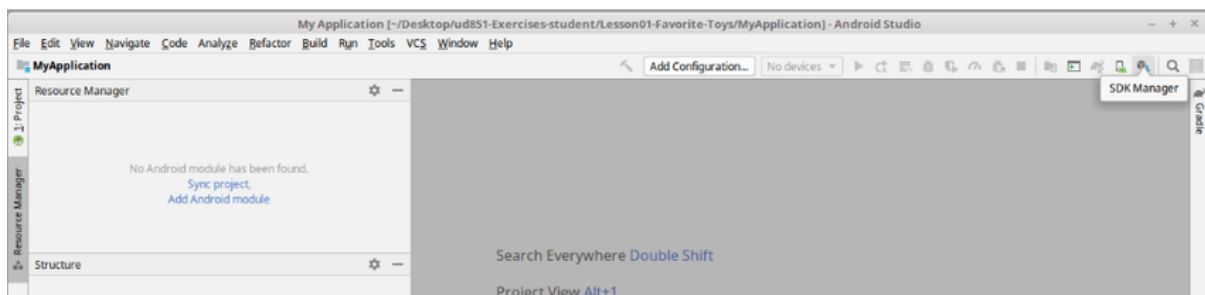 My Application [~/Desktop/ud851-Exercises-student/Lesson01-Favorite-Toys/MyApplication] - Android Studio
File Edit View Navigate Code Analyze Refactor Build Run Tools VCS Window Help
MyApplication Add Configuration... No devices
SDK Manager
1: Project
Resource Manager
Gradle
No Android module has been found.
Sync project,
Add Android module
Resource Manager
Structure
Search Everywhere Double Shift
Project View Alt+1